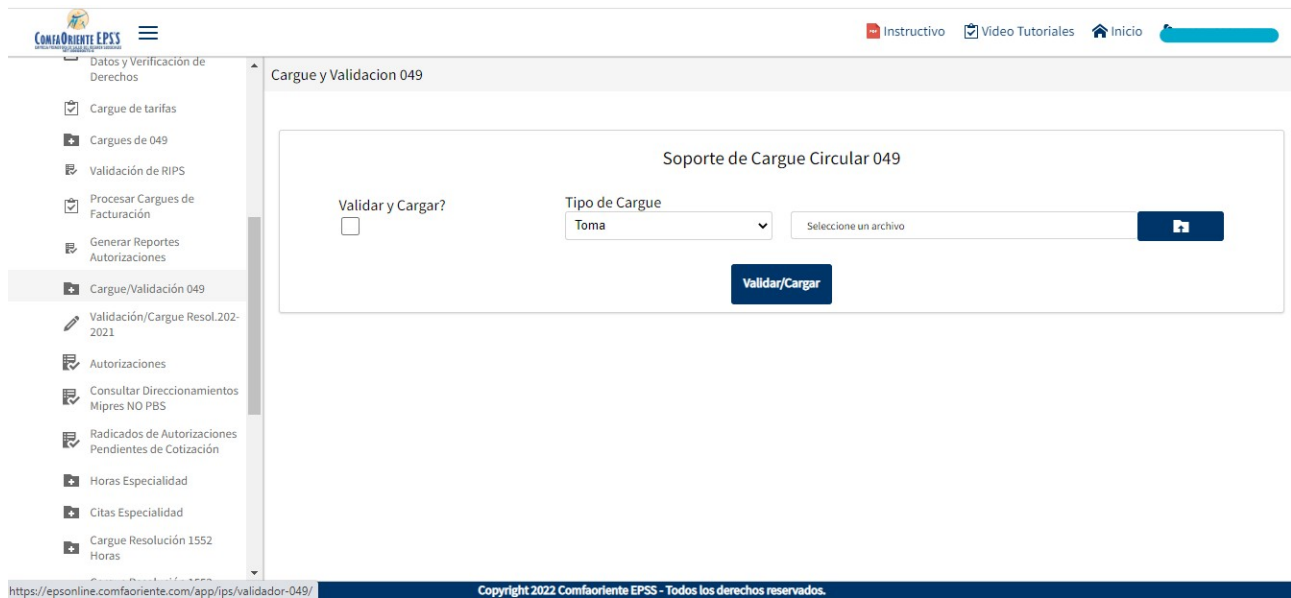 COMFAORIENTE EPS'S
Instructivo
Video Tutoriales
Inicio
Datos y Verificación de
Derechos
Cargue de tarifas
Cargues de 049
Validación de RIPS
Procesar Cargues de
Facturación
Generar Reportes
Autorizaciones
Cargue/Validación 049
Validación/Cargue Resol.202-
2021
Autorizaciones
Consultar Direccionamientos
Mipres NO PBS
Radicados de Autorizaciones
Pendientes de Cotización
Horas Especialidad
Citas Especialidad
Cargue Resolución 1552
Horas
Cargue y Validacion 049
Soporte de Cargue Circular 049
Validar y Cargar?
Tipo de Cargue
Toma
Seleccione un archivo
Validar/Cargar
https://epsonline.comfaoriente.com/app/ips/validador-049/
Copyright 2022 Comfaoriente EPSS - Todos los derechos reservados.